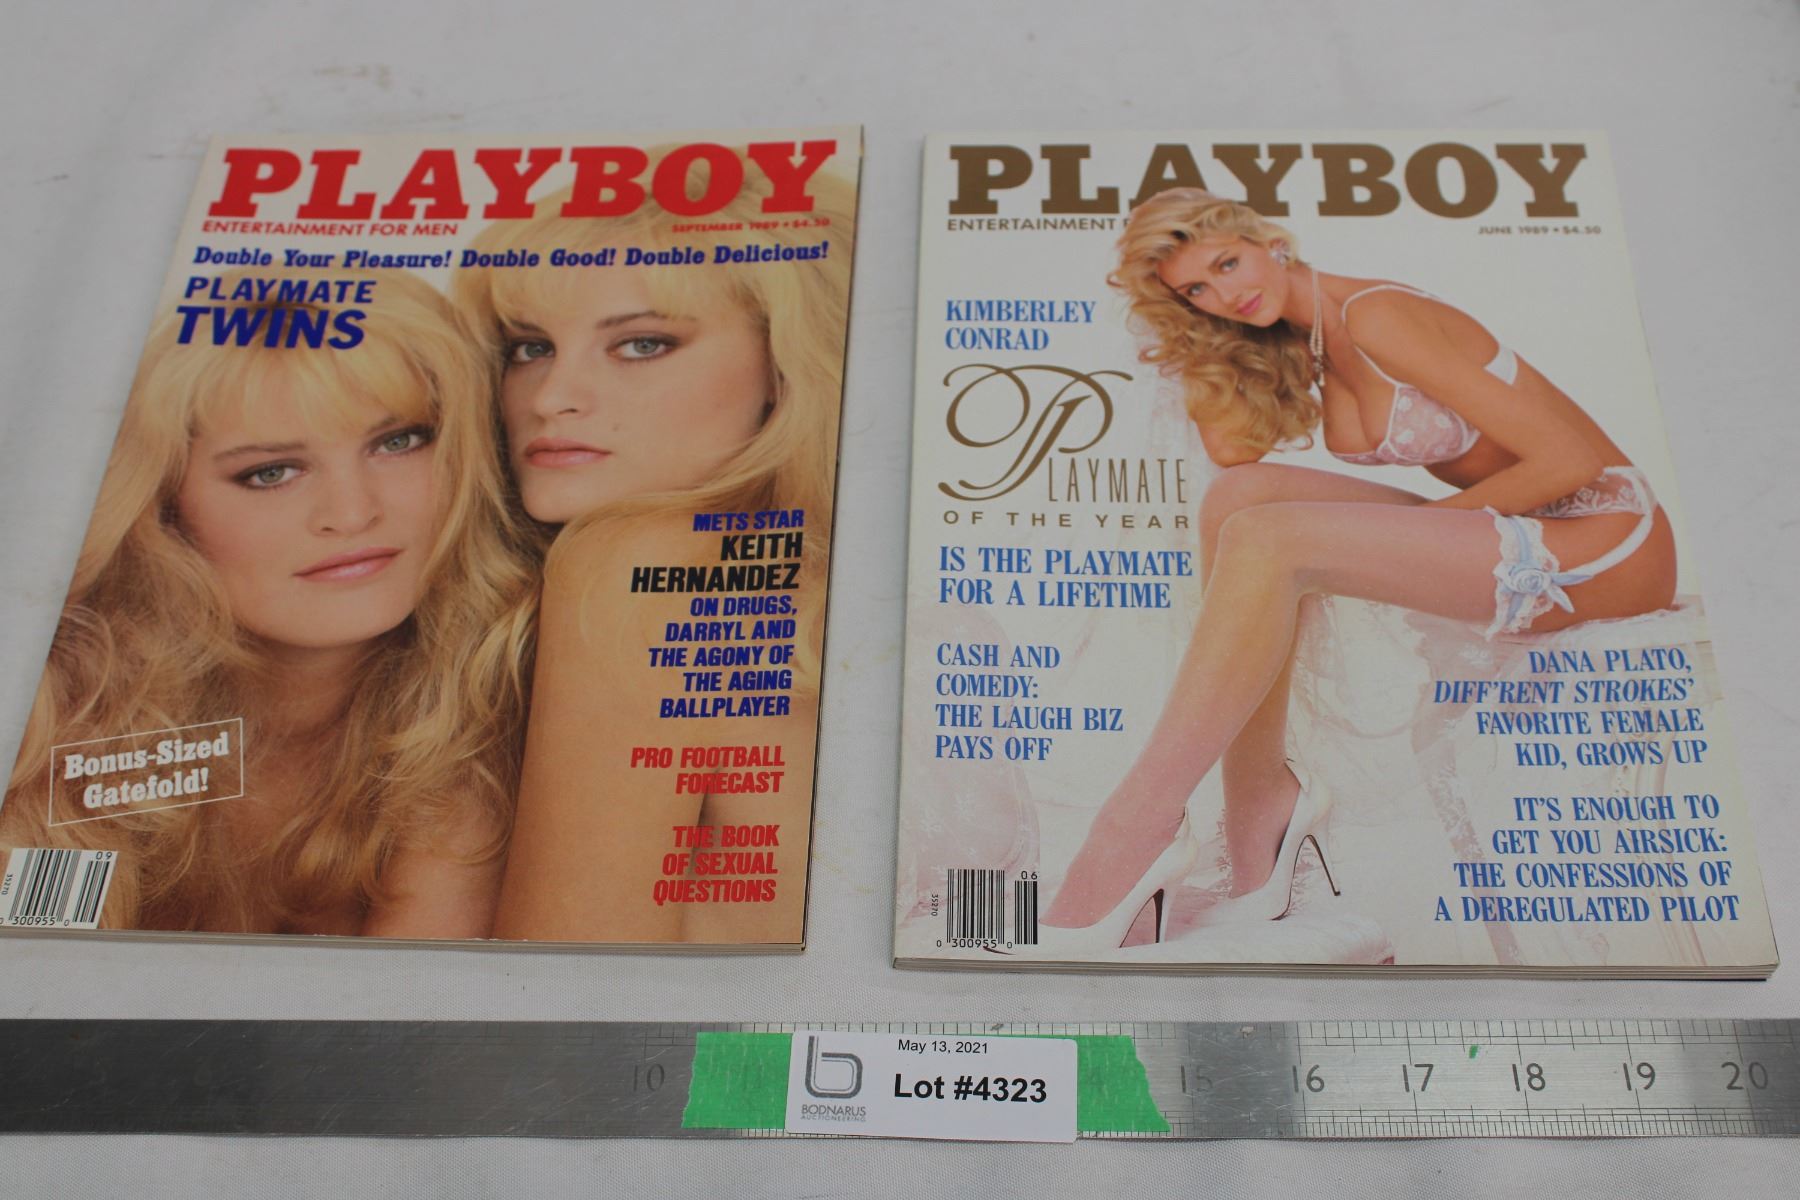 PLAYBOY
ENTERTAINMENT FOR MEN
SEPTEMBER 1989 • $4.50
Double Your Pleasure! Double Good! Double Delicious!
PLAYMATE
TWINS
METS STAR
KEITH
HERNANDEZ
ON DRUGS,
DARRYL AND
THE AGONY OF
THE AGING
BALLPLAYER
PRO FOOTBALL
FORECAST
THE BOOK
OF SEXUAL
QUESTIONS
Bonus-Sized
Gatefold!
09
35270
0 300955 0
PLAYBOY
ENTERTAINMENT F
JUNE 1989 • $4.50
KIMBERLEY
CONRAD
PLAYMATE
OF THE YEAR
IS THE PLAYMATE
FOR A LIFETIME
CASH AND
COMEDY:
THE LAUGH BIZ
PAYS OFF
DANA PLATO,
DIFF'RENT STROKES'
FAVORITE FEMALE
KID, GROWS UP
IT'S ENOUGH TO
GET YOU AIRSICK:
THE CONFESSIONS OF
A DEREGULATED PILOT
06
35270
0 300955 0
10 15 16 17 18 19 20
May 13, 2021
Lot #4323
b
BODNARUS
AUCTIONEERING